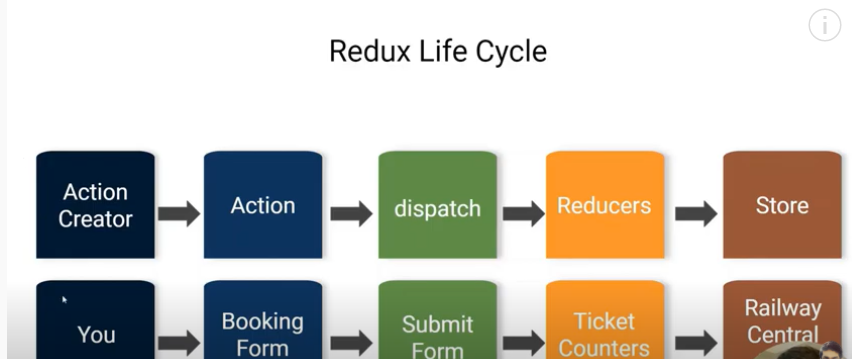 Redux Life Cycle
Action
Creator
Action
dispatch
Reducers
Store
You
Booking
Form
Submit
Form
Ticket
Counters
Railway
Central